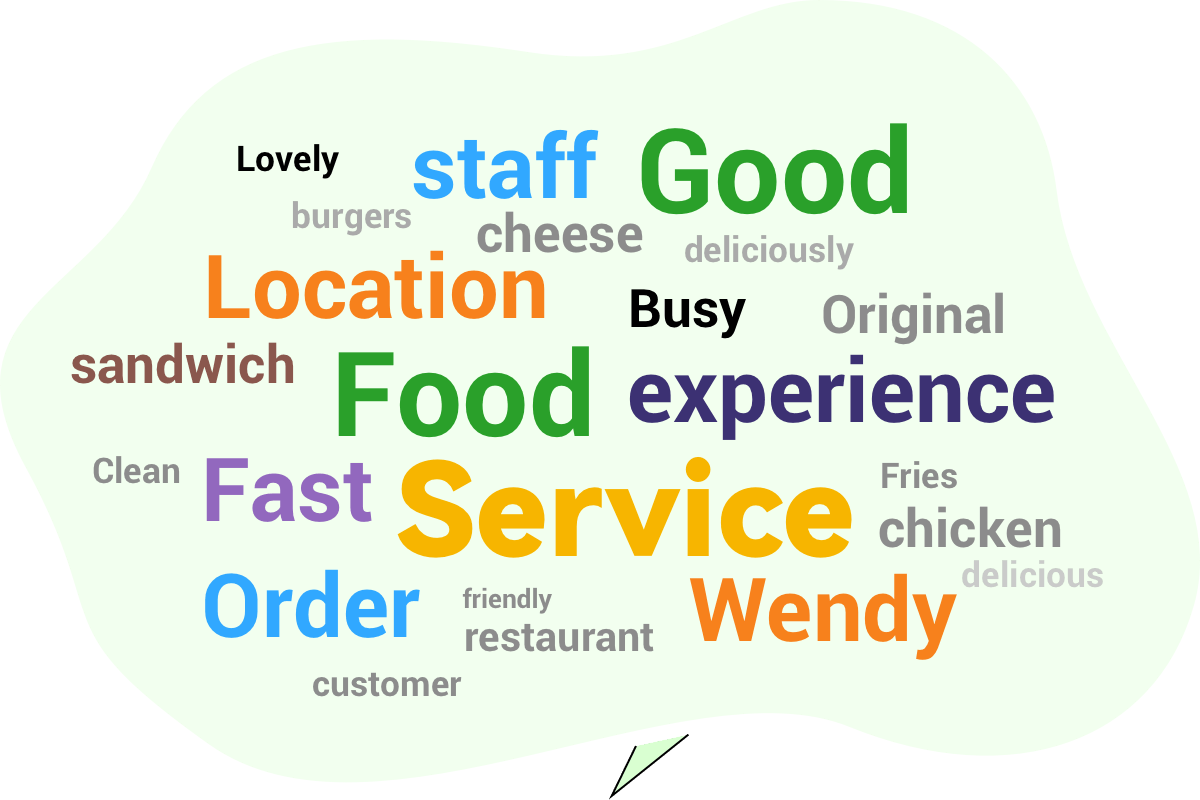 Lovely
staff
Good
burgers
cheese
deliciously
Location
Busy
Original
sandwich
Food
experience
Clean
Fast
Service
Fries
chicken
delicious
Order
friendly
restaurant
Wendy
customer